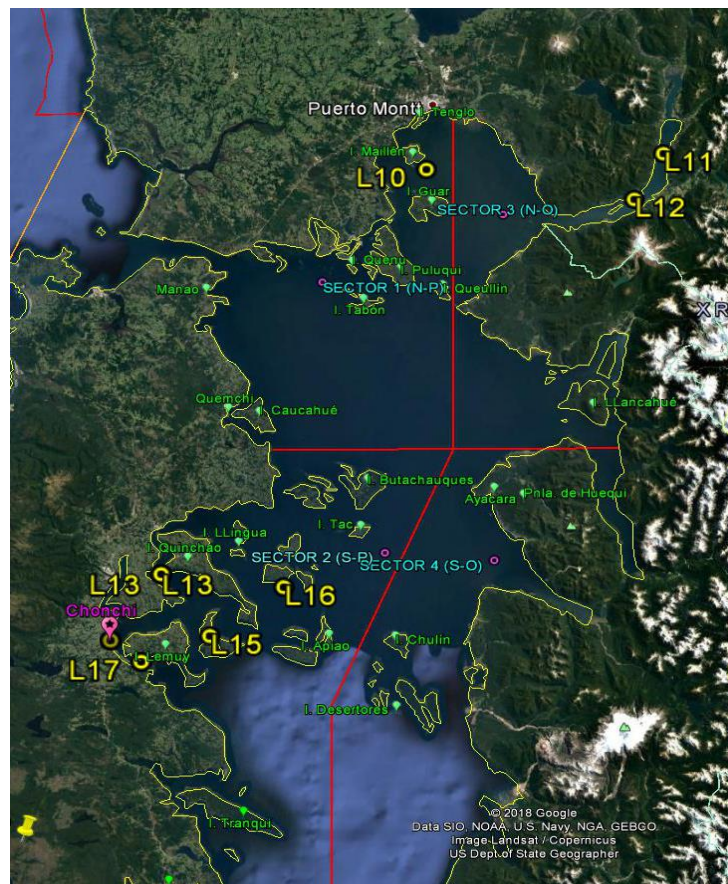 Puerto Montt
I. Tenglo
I. Maillen
L10
L11
I. Guar
L12
SECTOR 3 (N-O)
Quenu
I. Puluqui
Manao
SECTOR 1 (N-P)
Queullin
I. Tabon
X R
Quemchi
I. Caucahué
I. LLancahué
I. Butachauques
Ayacara
Pnla. de Huequi
I. Tac
I. LLingua
I. Quinchao
SECTOR 2 (S-P)
SECTOR 4 (S-O)
L13
L13
L16
Chonchi
L15
I. Chulin
I. Apiao
L17
I. Lemuy
I. Desertores
I. Tranqui
© 2018 Google
Data SIO, NOAA, U.S. Navy, NGA, GEBCO
Image Landsat / Copernicus
US Dept of State Geographer